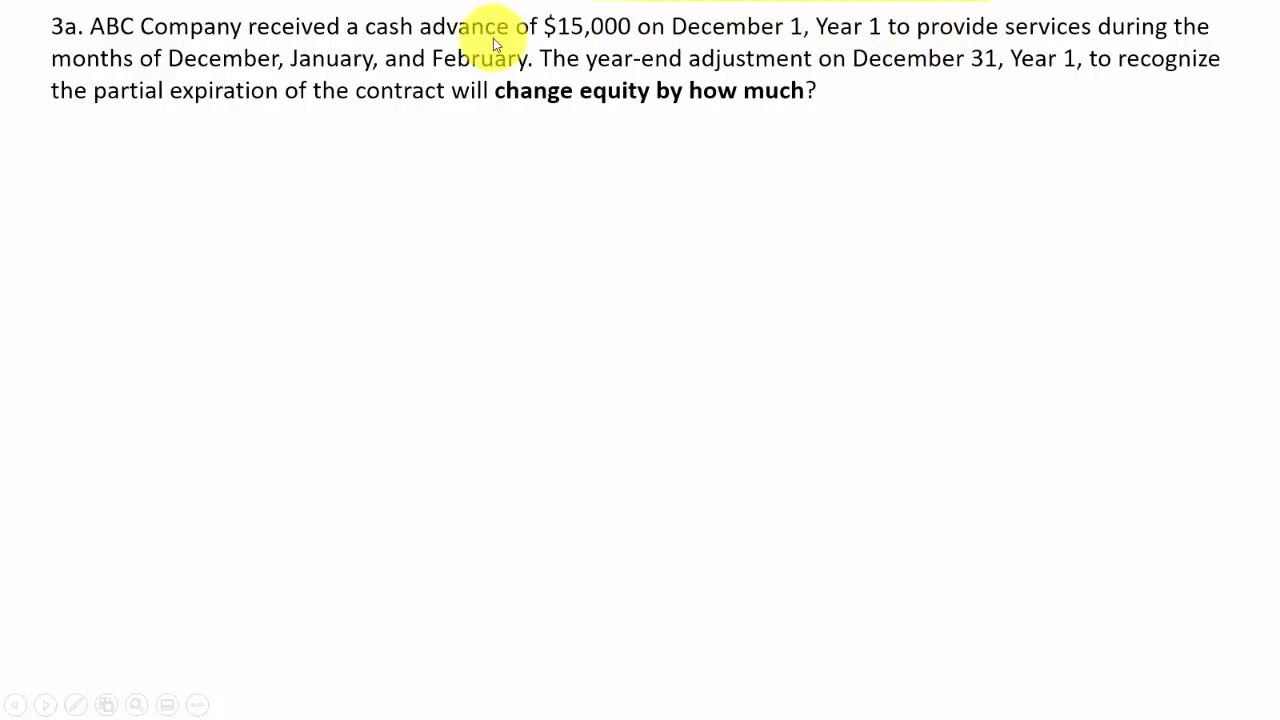 3a. ABC Company received a cash advance of $15,000 on December 1, Year 1 to provide services during the
months of December, January, and February. The year-end adjustment on December 31, Year 1, to recognize
the partial expiration of the contract will change equity by how much?